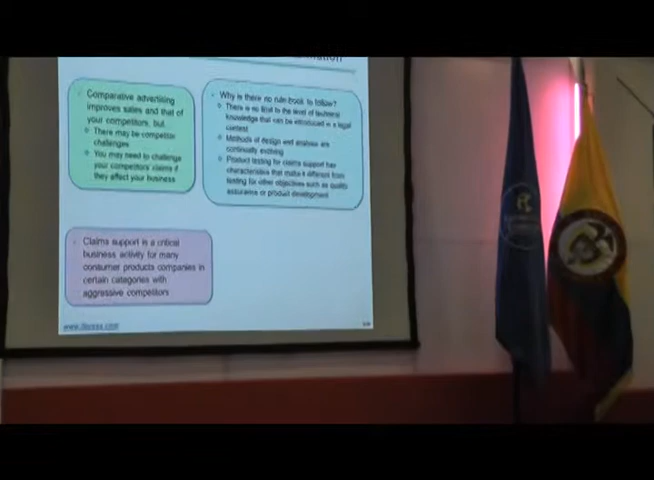 Comparative advertising
improves sales and that of
your competitors, but
There may be competitor
challenges
You may need to challenge
your competitors' claims if
they affect your business
Why is there no rule book to follow?
There is no limit to the level of technical
knowledge that can be introduced in a legal
contest
Methods of design and analysis are
continually evolving
Product testing for claims support has
characteristics that make it different from
testing for other objectives such as quality
assurance or product development
Claims support is a critical
business activity for many
consumer products companies in
certain categories with
aggressive competitors